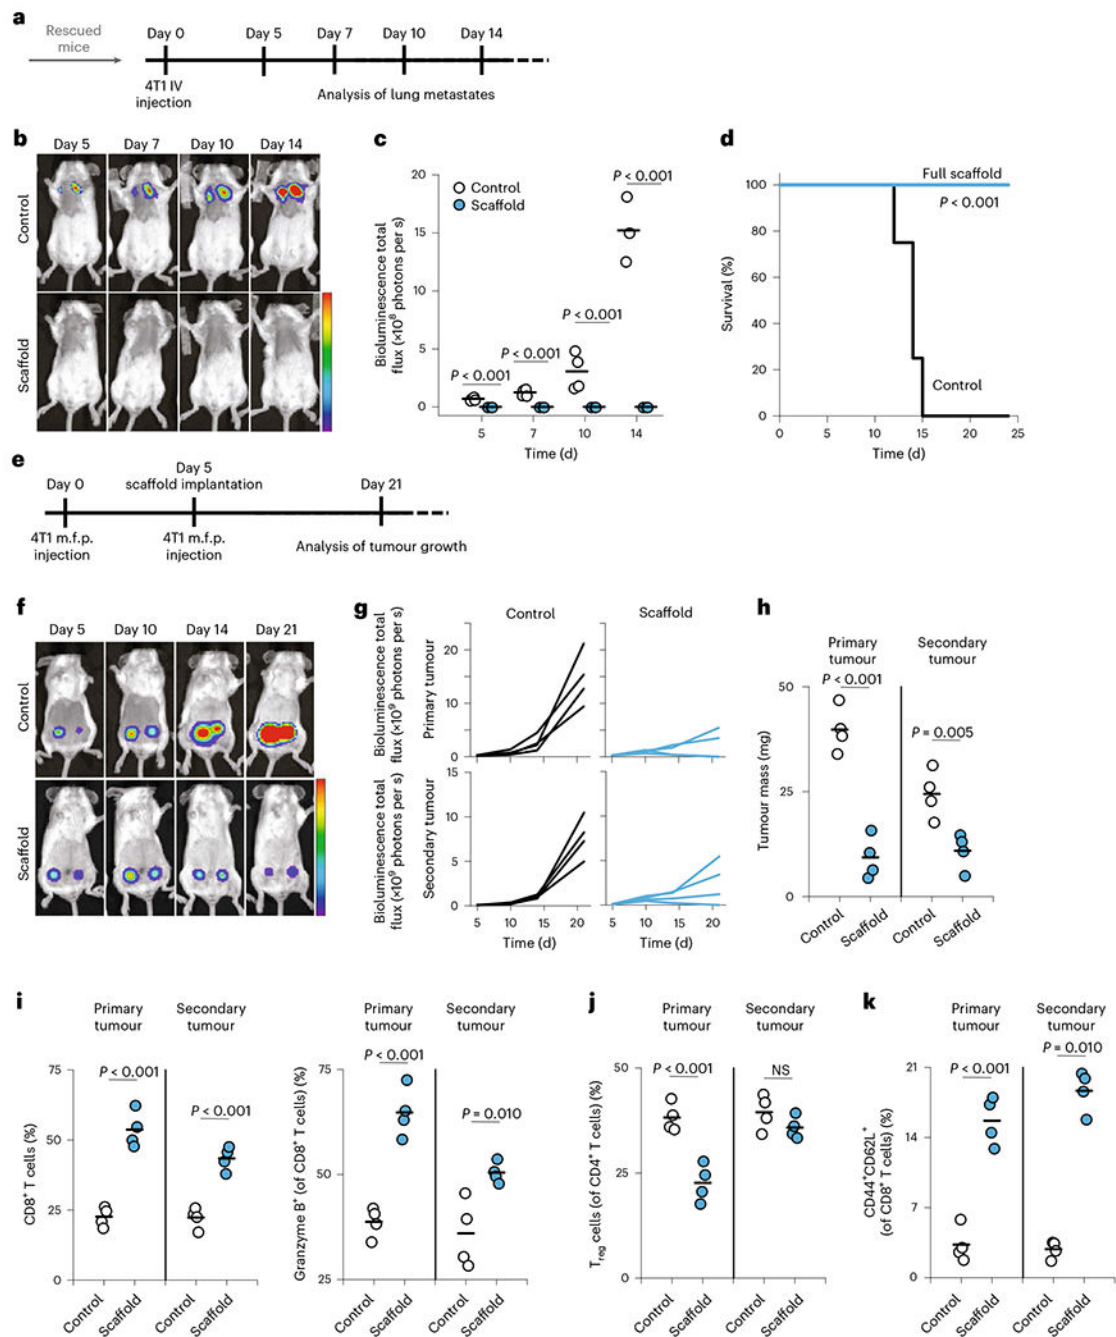 a
Rescued
mice
Day 0
Day 5
Day 7
Day 10
Day 14
4T1 IV
injection
Analysis of lung metastates
b
Day 5
Day 7
Day 10
Day 14
Control
Scaffold
c
Bioluminescence total
flux (×10⁸ photons per s)
20
15
10
5
0
Control
Scaffold
P < 0.001
P < 0.001
P < 0.001
P < 0.001
5
7
10
14
Time (d)
d
Survival (%)
100
80
60
40
20
0
Full scaffold
P < 0.001
Control
0
5
10
15
20
25
Time (d)
e
Day 0
Day 5
scaffold implantation
Day 21
4T1 m.f.p.
injection
4T1 m.f.p.
injection
Analysis of tumour growth
f
Day 5
Day 10
Day 14
Day 21
Control
Scaffold
g
Control
Scaffold
Bioluminescence total
flux (×10⁹ photons per s)
Primary tumour
20
10
0
Bioluminescence total
flux (×10⁹ photons per s)
Secondary tumour
15
10
5
0
5
10
15
20
5
10
15
20
Time (d)
Time (d)
h
Primary
tumour
Secondary
tumour
P < 0.001
P = 0.005
Tumour mass (mg)
50
25
0
Control
Scaffold
Control
Scaffold
i
Primary
tumour
Secondary
tumour
P < 0.001
P < 0.001
CD8⁺ T cells (%)
75
50
25
0
Control
Scaffold
Control
Scaffold
Primary
tumour
Secondary
tumour
P < 0.001
P = 0.010
Granzyme B⁺ (of CD8⁺ T cells) (%)
75
50
25
Control
Scaffold
Control
Scaffold
j
Primary
tumour
Secondary
tumour
P < 0.001
NS
T reg cells (of CD4⁺ T cells) (%)
50
25
0
Control
Scaffold
Control
Scaffold
k
Primary
tumour
Secondary
tumour
P < 0.001
P = 0.010
CD44⁺CD62L⁺
(of CD8⁺ T cells) (%)
21
14
7
0
Control
Scaffold
Control
Scaffold